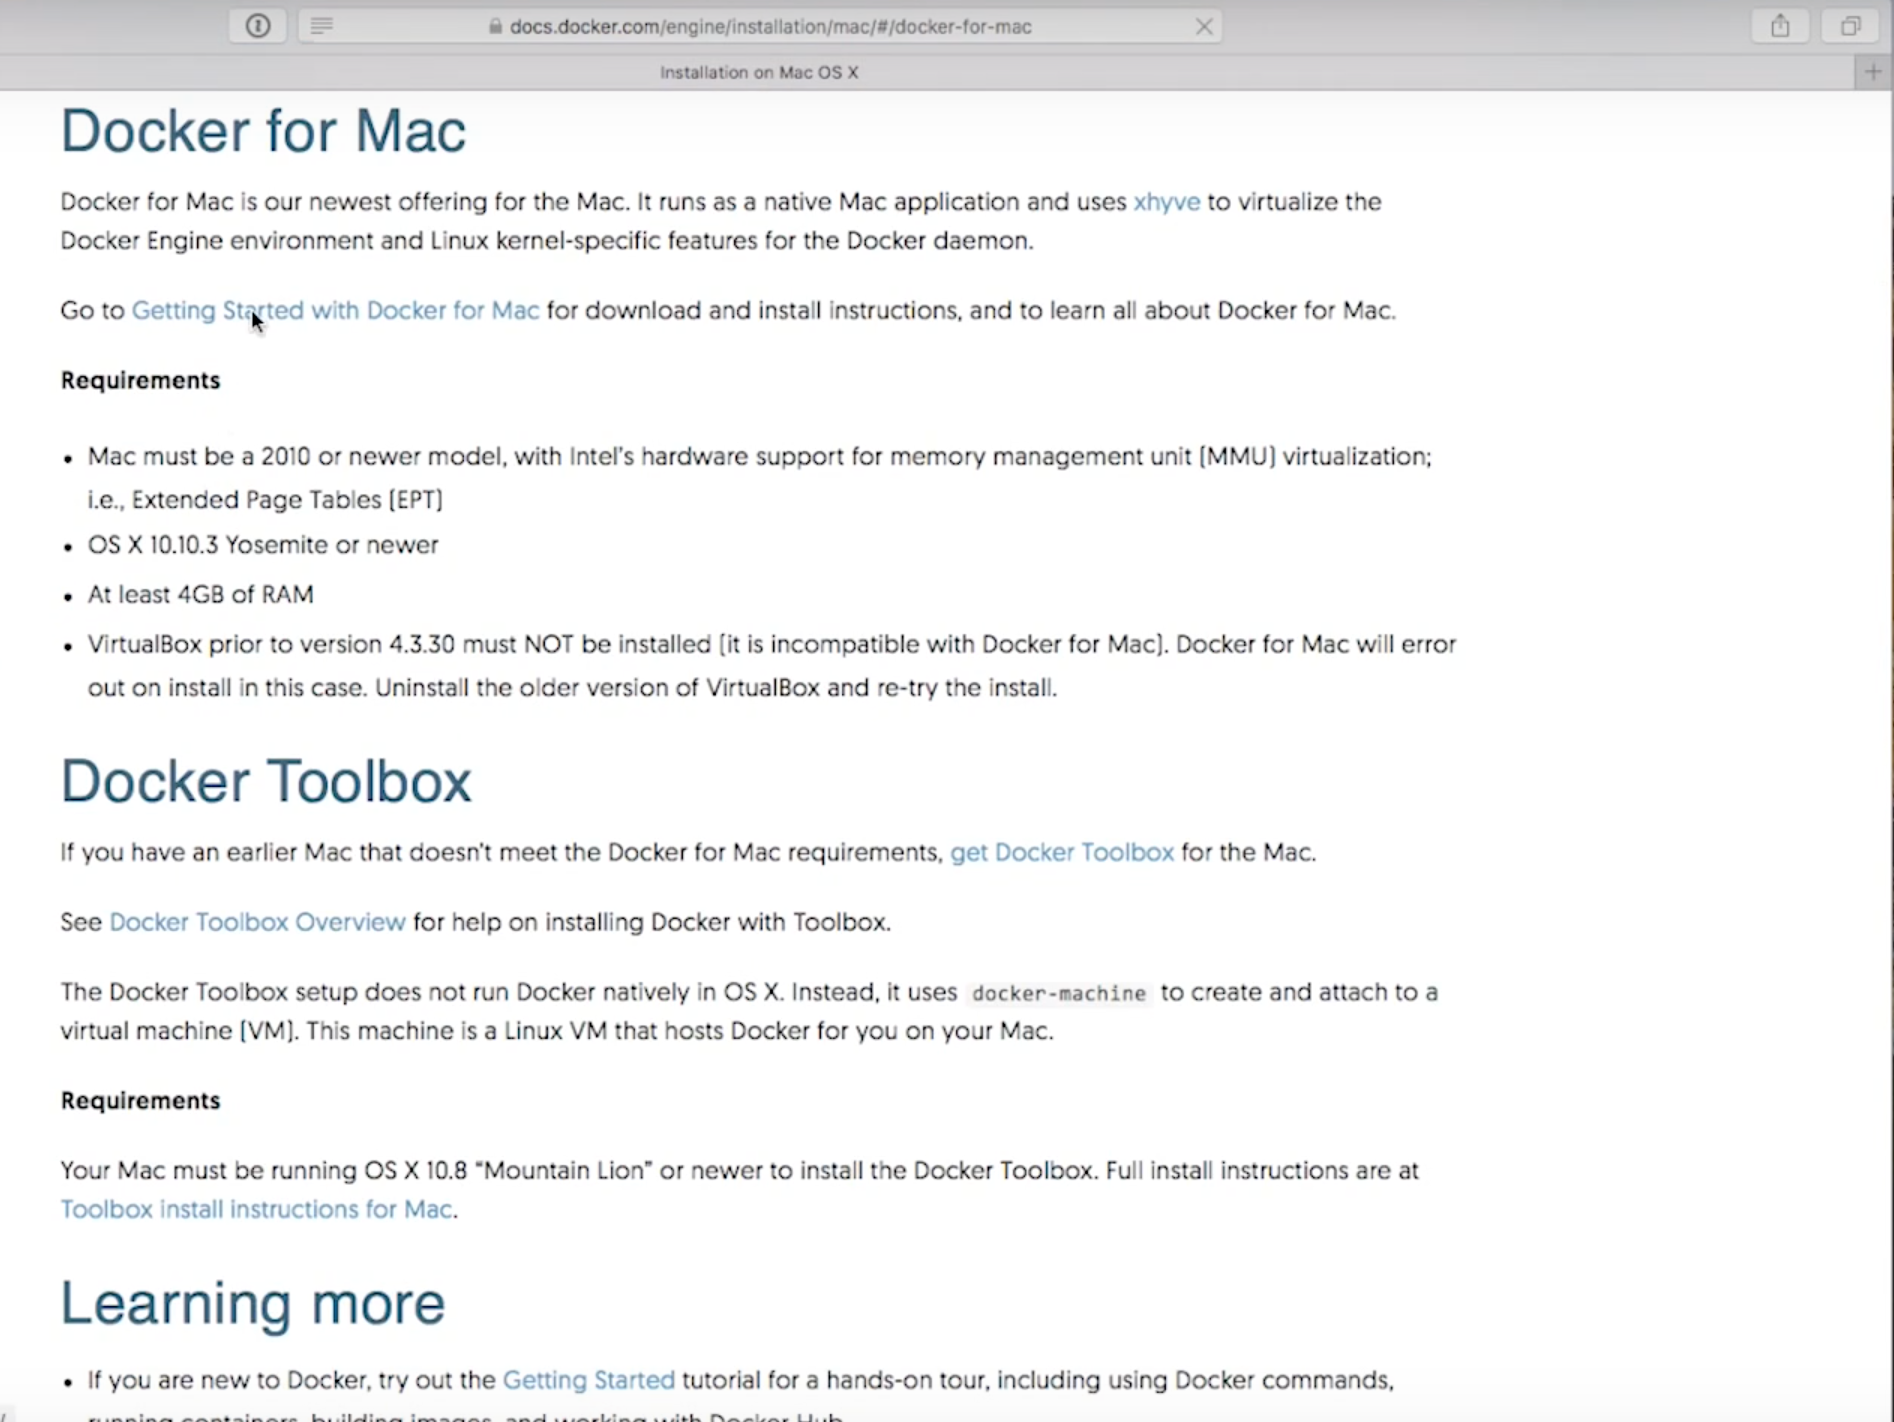 docs.docker.com/engine/installation/mac/#/docker-for-mac
Installation on Mac OS X
Docker for Mac
Docker for Mac is our newest offering for the Mac. It runs as a native Mac application and uses xhyve to virtualize the
Docker Engine environment and Linux kernel-specific features for the Docker daemon.
Go to Getting Started with Docker for Mac for download and install instructions, and to learn all about Docker for Mac.
Requirements
• Mac must be a 2010 or newer model, with Intel's hardware support for memory management unit (MMU) virtualization;
i.e., Extended Page Tables (EPT)
• OS X 10.10.3 Yosemite or newer
• At least 4GB of RAM
• VirtualBox prior to version 4.3.30 must NOT be installed (it is incompatible with Docker for Mac). Docker for Mac will error
out on install in this case. Uninstall the older version of VirtualBox and re-try the install.
Docker Toolbox
If you have an earlier Mac that doesn't meet the Docker for Mac requirements, get Docker Toolbox for the Mac.
See Docker Toolbox Overview for help on installing Docker with Toolbox.
The Docker Toolbox setup does not run Docker natively in OS X. Instead, it uses docker-machine to create and attach to a
virtual machine (VM). This machine is a Linux VM that hosts Docker for you on your Mac.
Requirements
Your Mac must be running OS X 10.8 "Mountain Lion" or newer to install the Docker Toolbox. Full install instructions are at
Toolbox install instructions for Mac.
Learning more
• If you are new to Docker, try out the Getting Started tutorial for a hands-on tour, including using Docker commands,
running containers, building images, and working with Docker Hub.